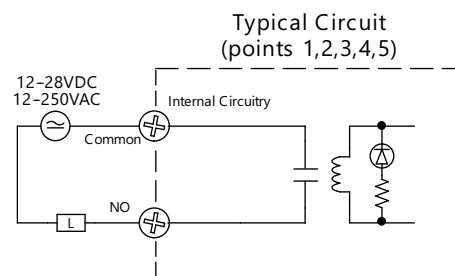 Typical Circuit
(points 1,2,3,4,5)
12-28VDC
12-250VAC
Internal Circuitry
Common
NO
L